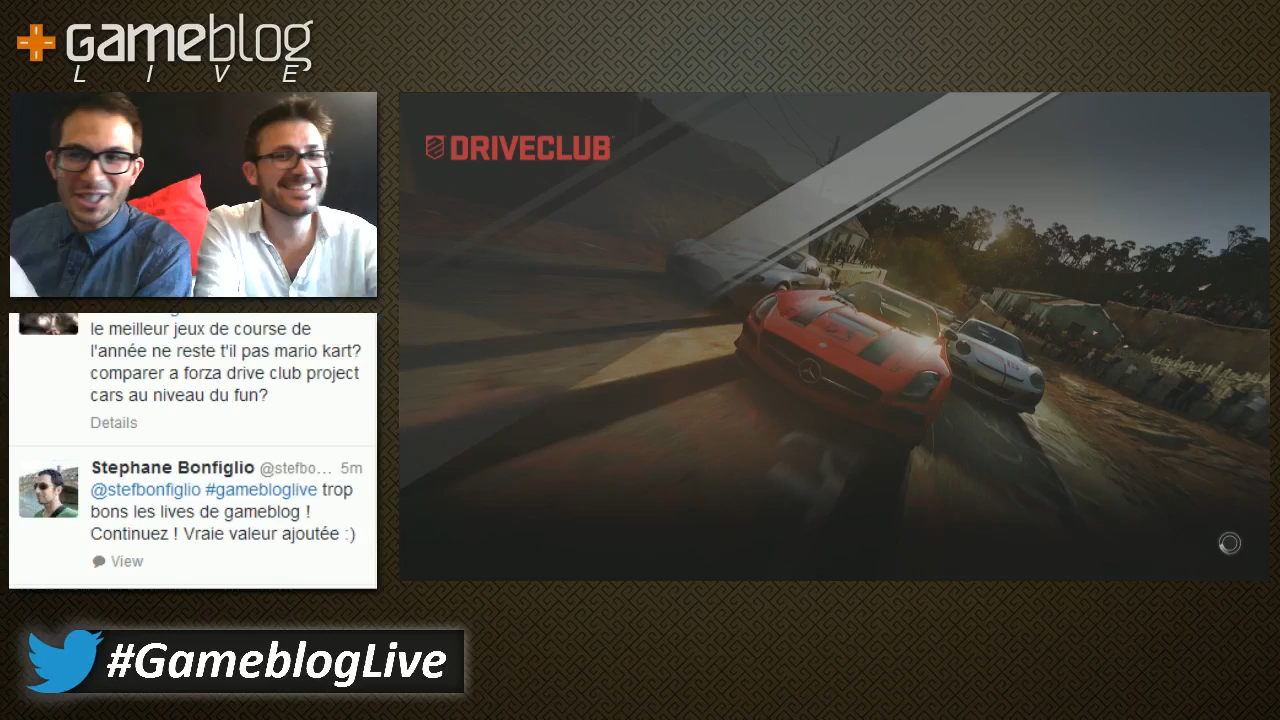 gameblog
LIVE
DRIVECLUB
le meilleur jeux de course de
l'année ne reste t'il pas mario kart?
comparer a forza drive club project
cars au niveau du fun?
Details
Stephane Bonfiglio @stefbo... 5m
@stefbonfiglio #gamebloglive trop
bons les lives de gameblog !
Continuez ! Vraie valeur ajoutée :)
View
#GameblogLive